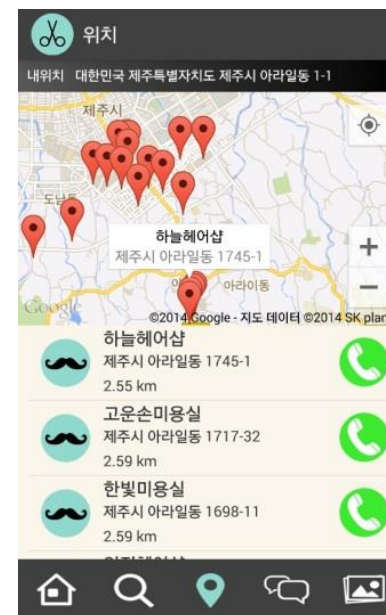 위치
내위치 대한민국 제주특별자치도 제주시 아라일동 1-1
제주시
하늘헤어샵
제주시 아라일동 1745-1
아라이동
Google
©2014 Google - 지도 데이터 ©2014 SK plan
하늘헤어샵
제주시 아라일동 1745-1
2.55 km
고운손미용실
제주시 아라일동 1717-32
2.59 km
한빛미용실
제주시 아라일동 1698-11
2.59 km